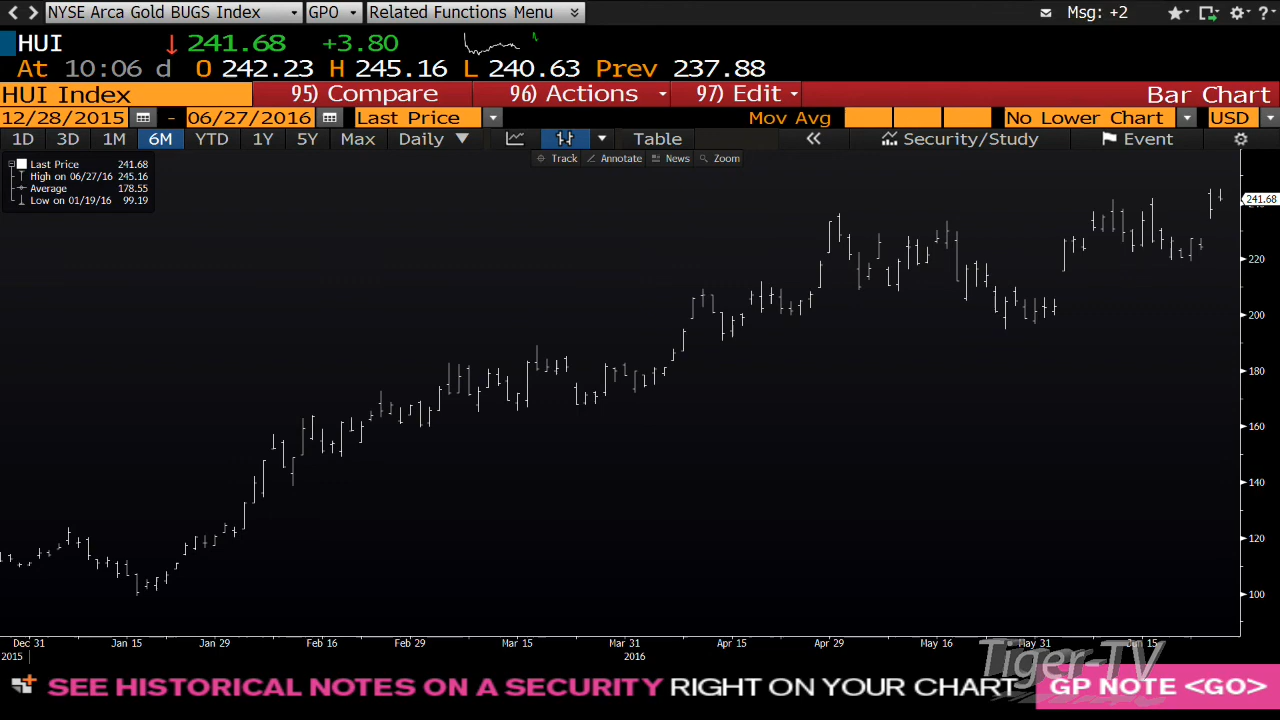 NYSE Arca Gold BUGS Index GPO Related Functions Menu Msg: +2 ?
HUI 241.68 +3.80
At 10:06 d O 242.23 H 245.16 L 240.63 Prev 237.88
HUI Index 95) Compare 96) Actions 97) Edit Bar Chart
12/28/2015 - 06/27/2016 Last Price Mov Avg No Lower Chart USD
1D 3D 1M 6M YTD 1Y 5Y Max Daily Table Security/Study Event
Track Annotate News Zoom
Last Price 241.68
High on 06/27/16 245.16
Average 178.55
Low on 01/19/16 99.19
241.68
220
200
180
160
140
120
100
Dec 31 Jan 15 Jan 29 Feb 16 Feb 29 Mar 15 Mar 31 Apr 15 Apr 29 May 16 May 31 Jun 15
2015 2016
Tiger-TV
SEE HISTORICAL NOTES ON A SECURITY RIGHT ON YOUR CHART GP NOTE <GO>